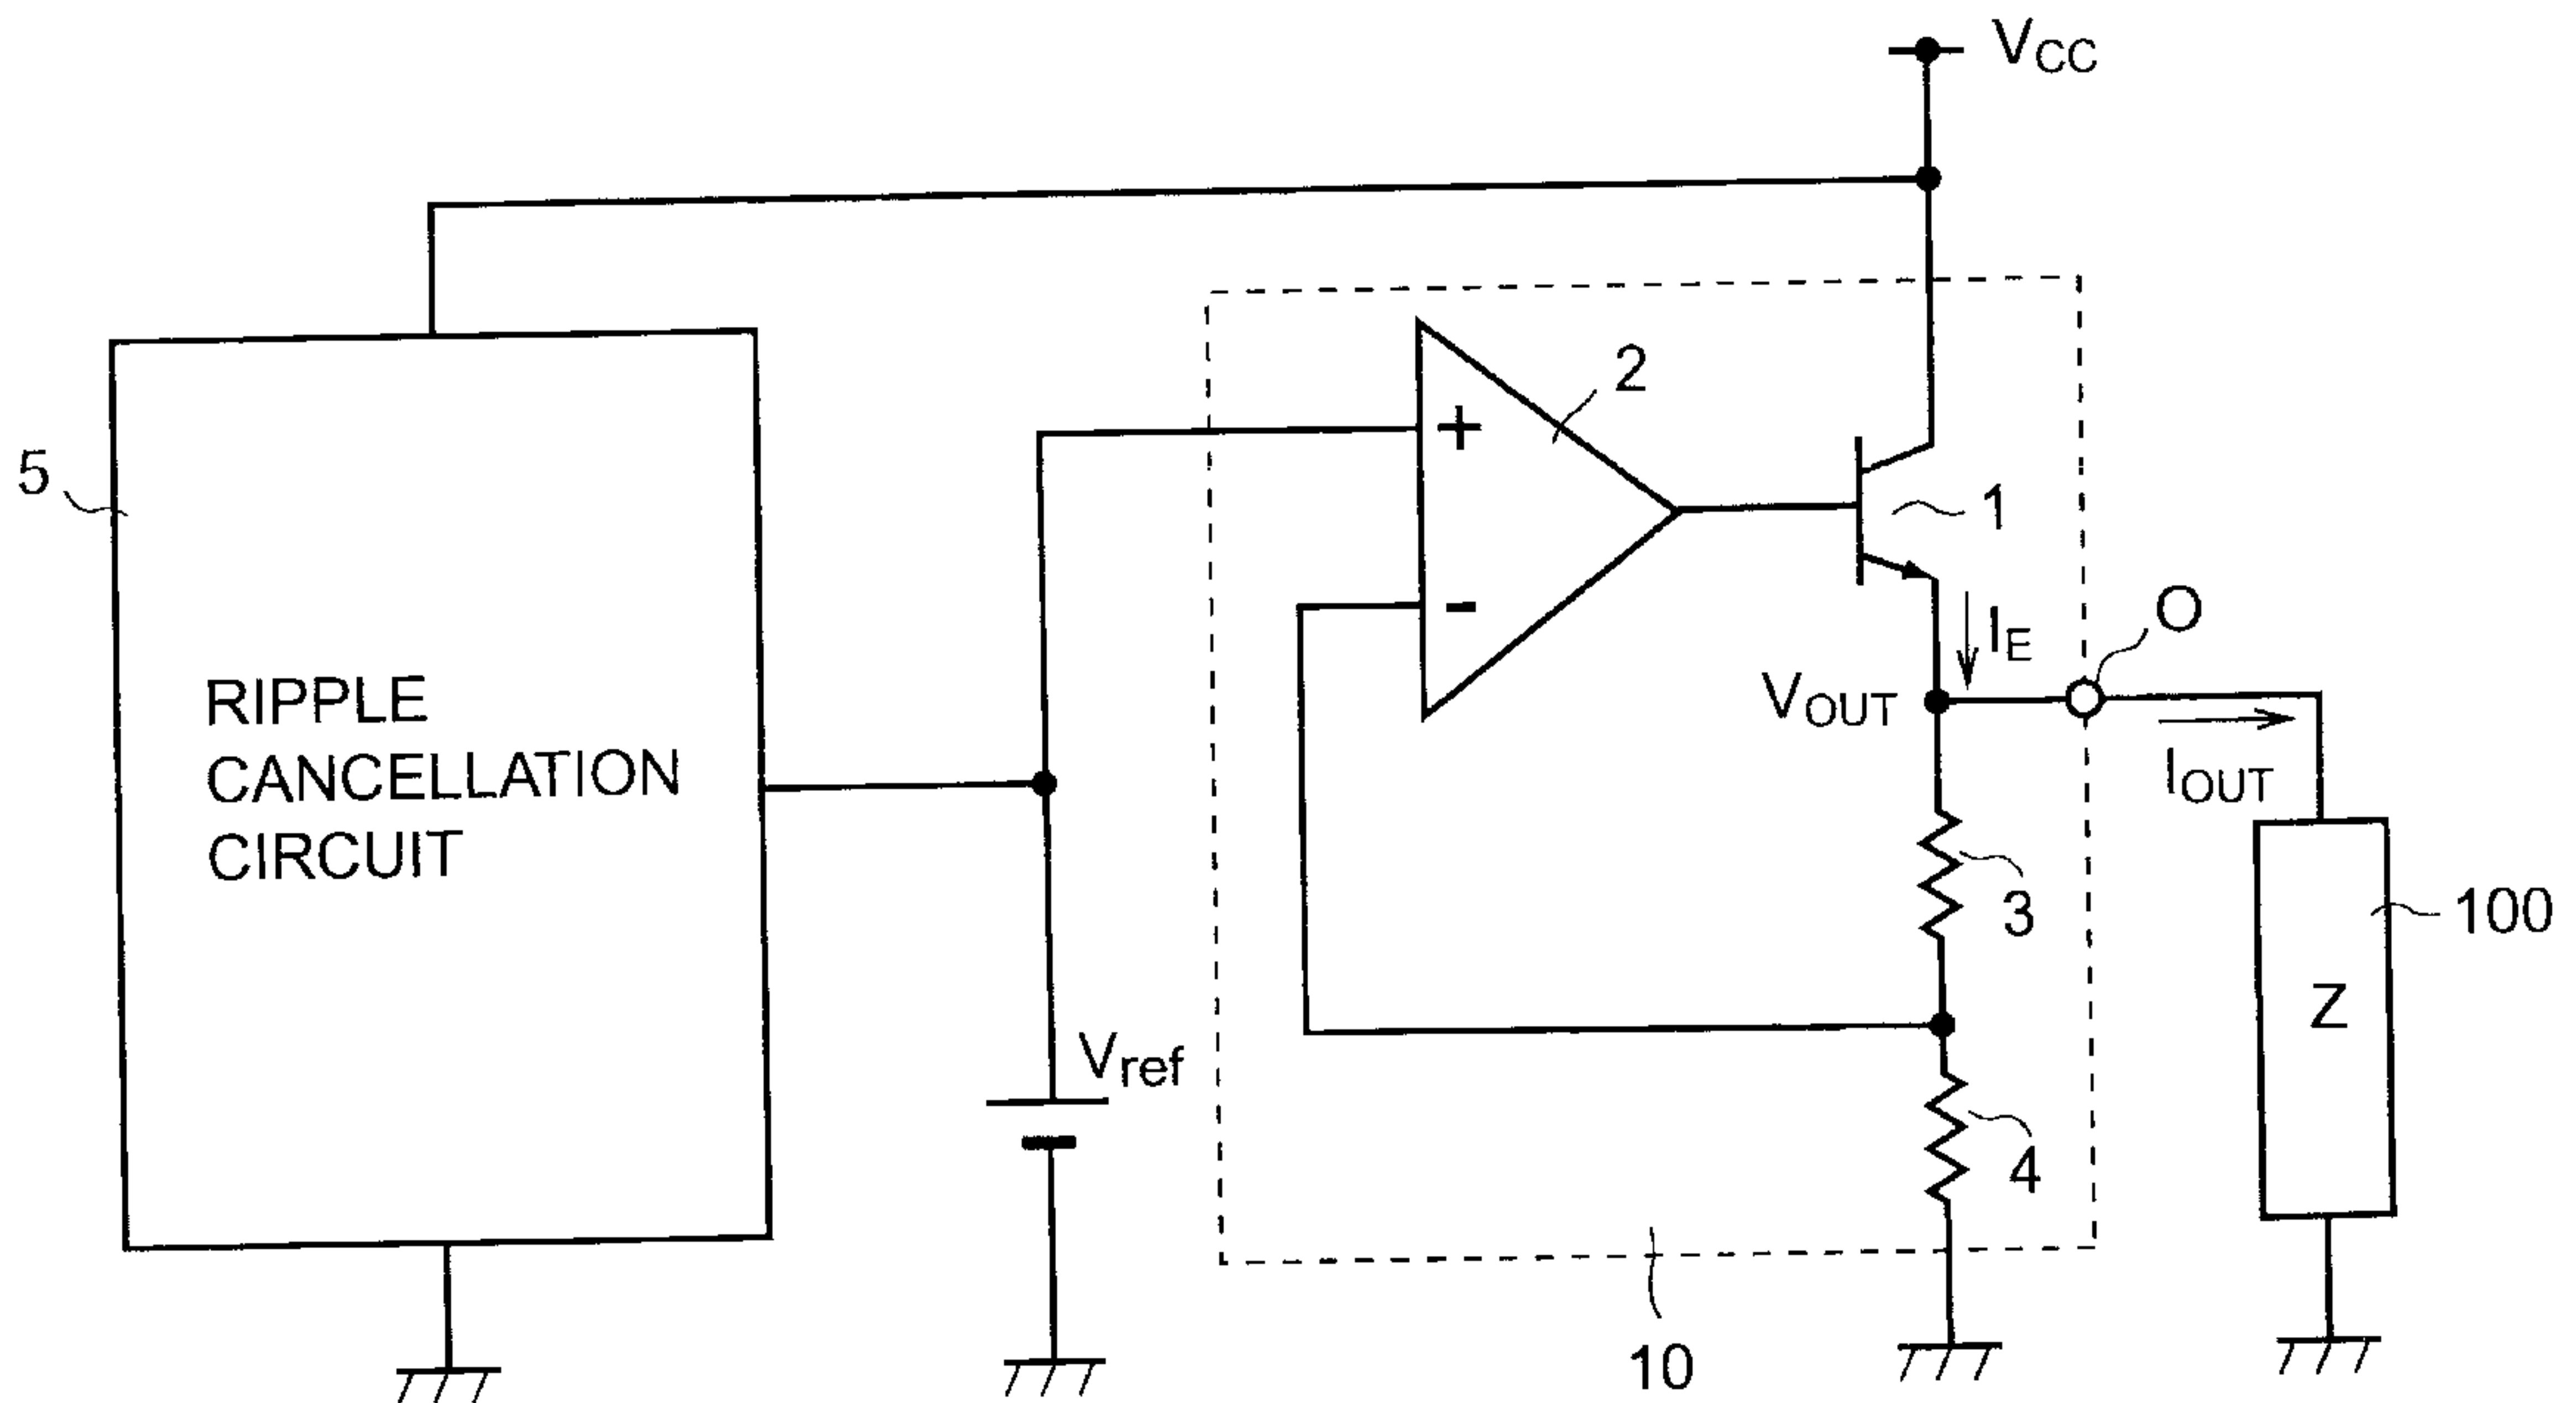 V_CC
2
5
+
1
-
O
I_E
V_OUT
I_OUT
RIPPLE
CANCELLATION
CIRCUIT
3
100
Z
V_ref
4
10